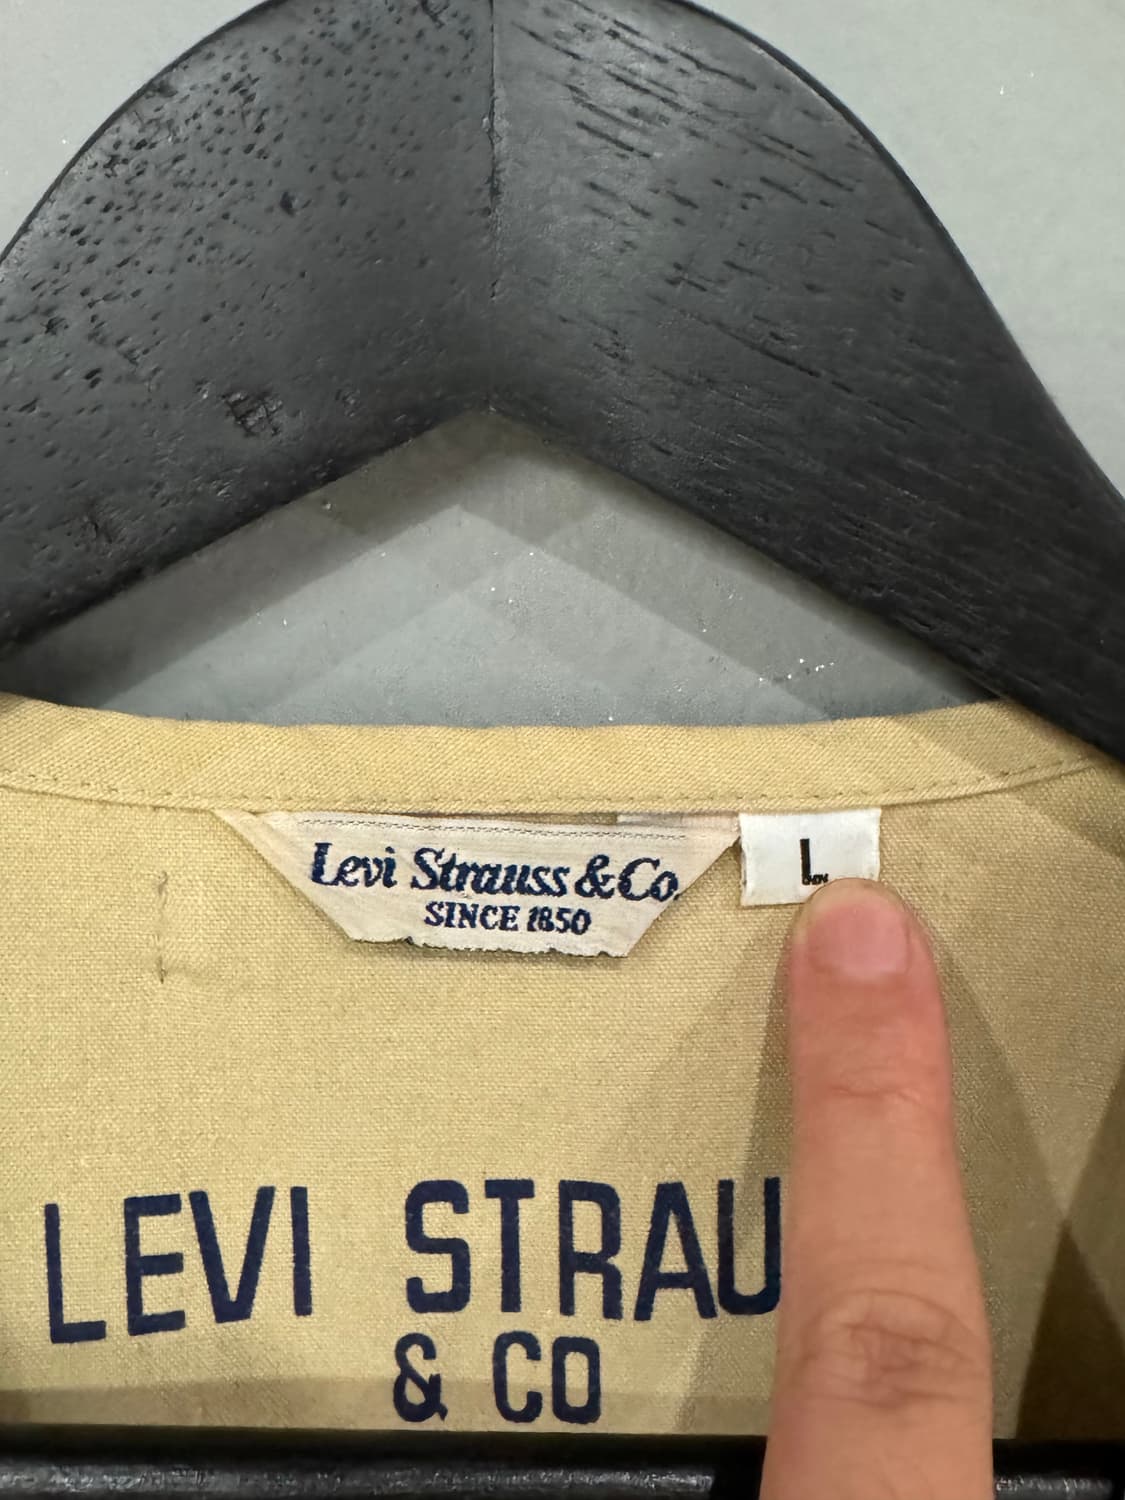 Levi Strauss & Co.
SINCE 1850
L
LEVI STRAU
& CO